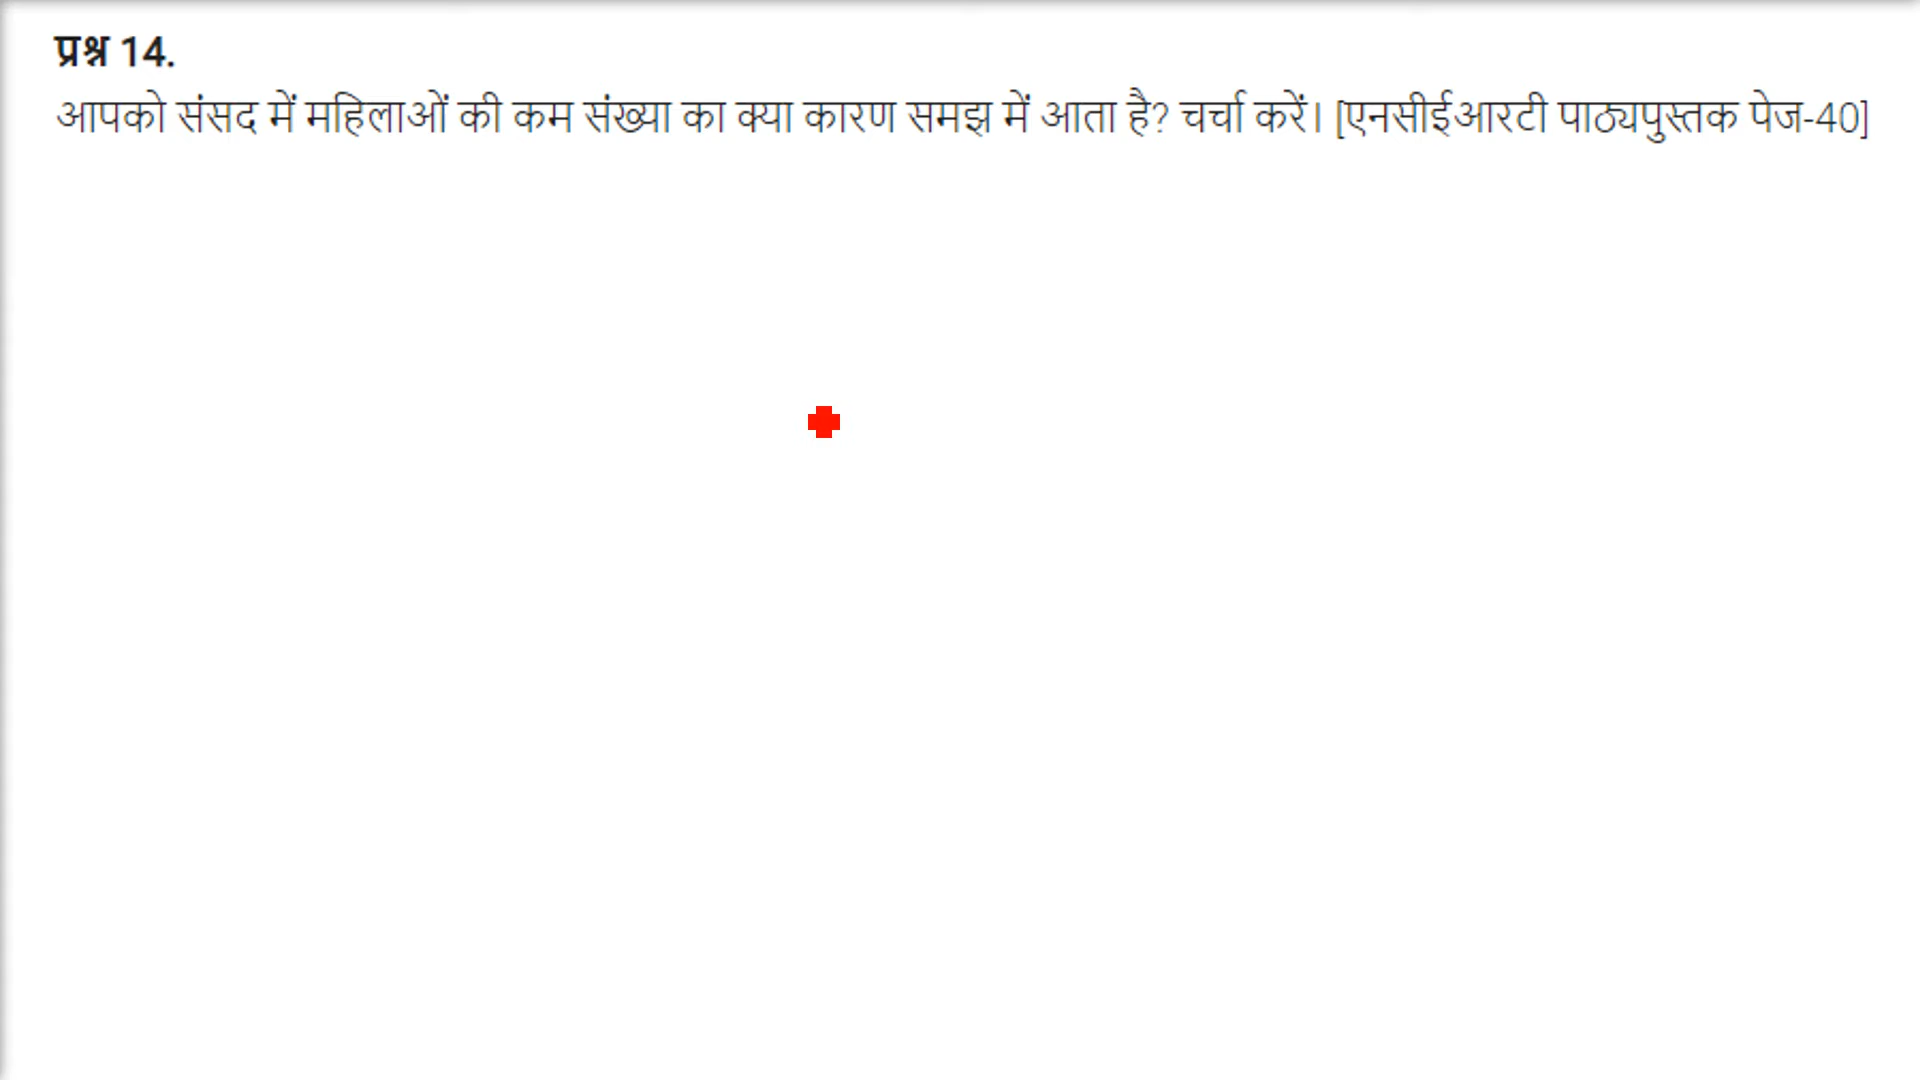 प्रश्न 14.
आपको संसद में महिलाओं की कम संख्या का क्या कारण समझ में आता है? चर्चा करें। [एनसीईआरटी पाठ्यपुस्तक पेज-40]